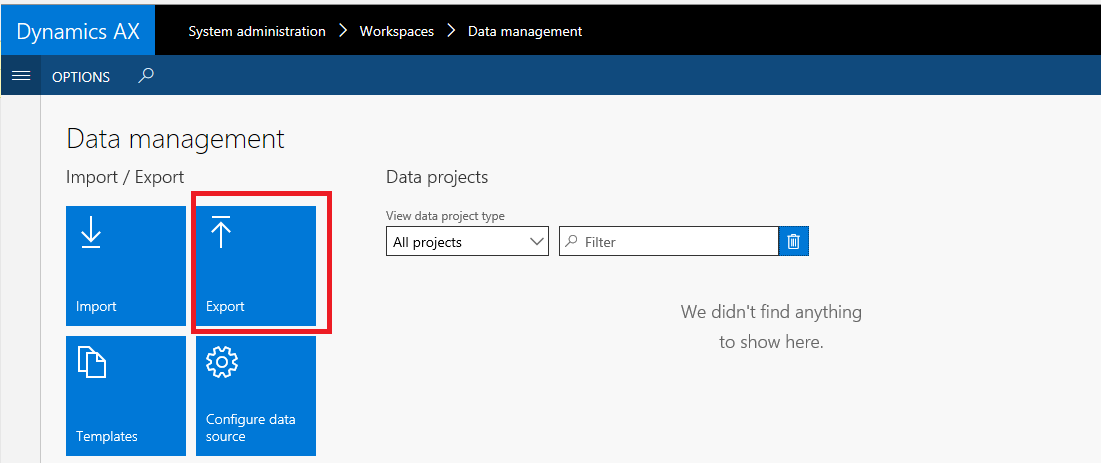 Dynamics AX
System administration > Workspaces > Data management
OPTIONS
Data management
Import / Export
Import
Export
Templates
Configure data
source
Data projects
View data project type
All projects
Filter
We didn't find anything
to show here.